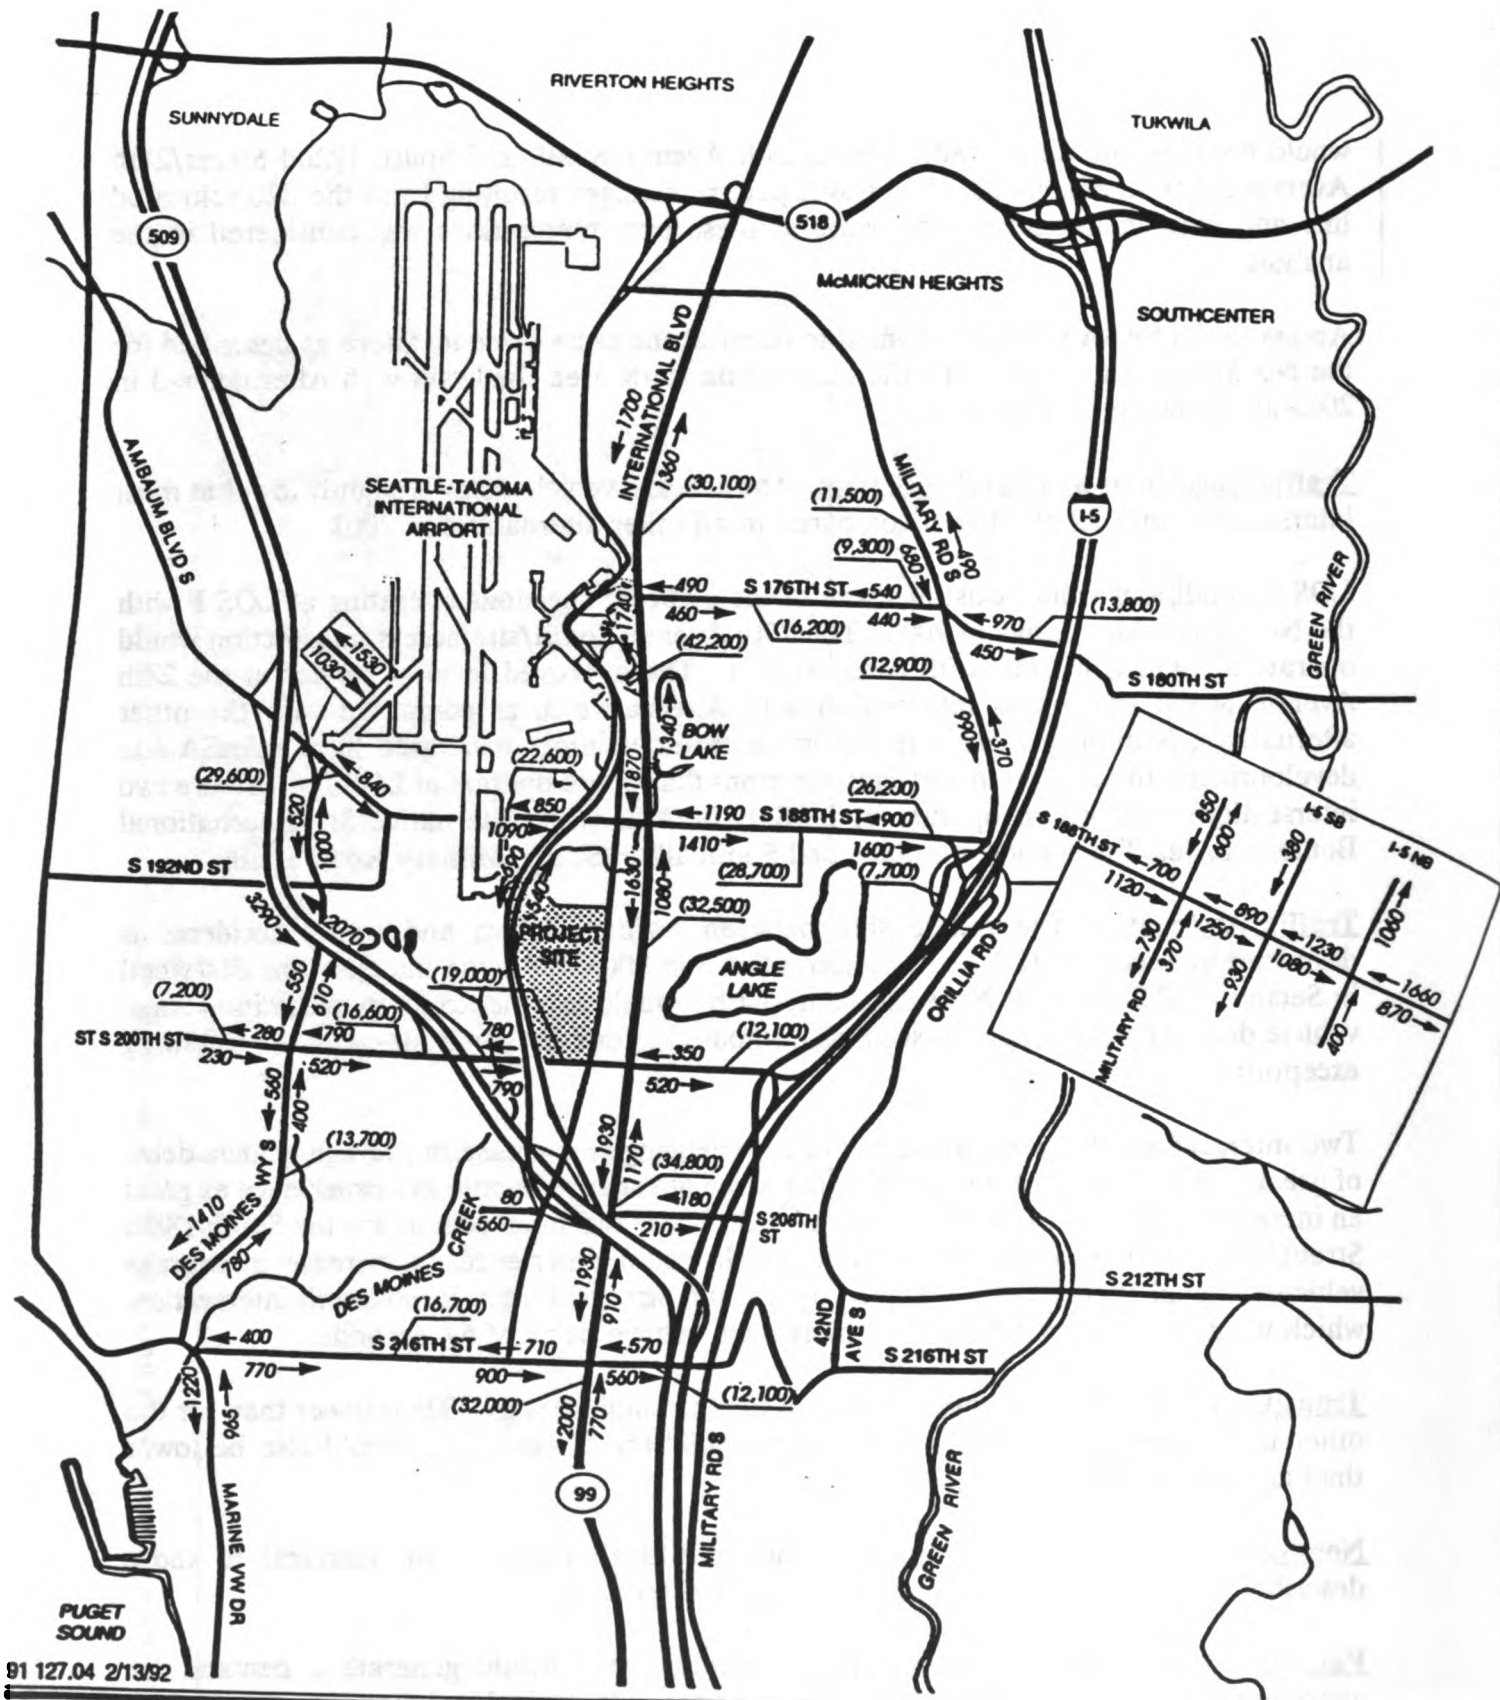 RIVERTON HEIGHTS
SUNNYDALE
TUKWILA
509
518
McMICKEN HEIGHTS
SOUTHCENTER
INTERNATIONAL BLVD
1700
1360
(30,100)
AMBAUM BLVD S
SEATTLE-TACOMA
INTERNATIONAL
AIRPORT
MILITARY RD S
(11,500)
I-5
(9,300)
680
490
GREEN RIVER
490
S 176TH ST
540
(13,800)
460
(16,200)
440
970
1740
(42,200)
450
(12,900)
1530
1030
S 180TH ST
BOW
LAKE
1340
990
370
(29,600)
840
(22,600)
1870
(26,200)
520
850
1190
S 188TH ST
900
1090
1410
1600
(28,700)
(7,700)
S 192ND ST
690
540
1630
1080
(32,500)
3290
2070
PROJECT
SITE
ANGLE
LAKE
ORILLIA RD S
I-5 SB
I-5 NB
S 188TH ST
850
400
700
480
1120
890
1060
1250
1230
730
370
1080
930
1660
400
870
MILITARY RD
(19,000)
(7,200)
550
610
(16,600)
780
(12,100)
ST S 200TH ST
280
790
350
230
520
790
520
560
400
(13,700)
DES MOINES WY S
1930
1170
(34,800)
80
180
560
210
S 208TH
ST
1410
780
DES MOINES CREEK
1930
910
S 212TH ST
(16,700)
42ND
AVE S
400
S 216TH ST
710
570
S 216TH ST
770
900
560
(12,100)
(32,000)
1220
965
2000
770
99
MILITARY RD S
GREEN RIVER
MARINE VW DR
PUGET
SOUND
91 127.04 2/13/92